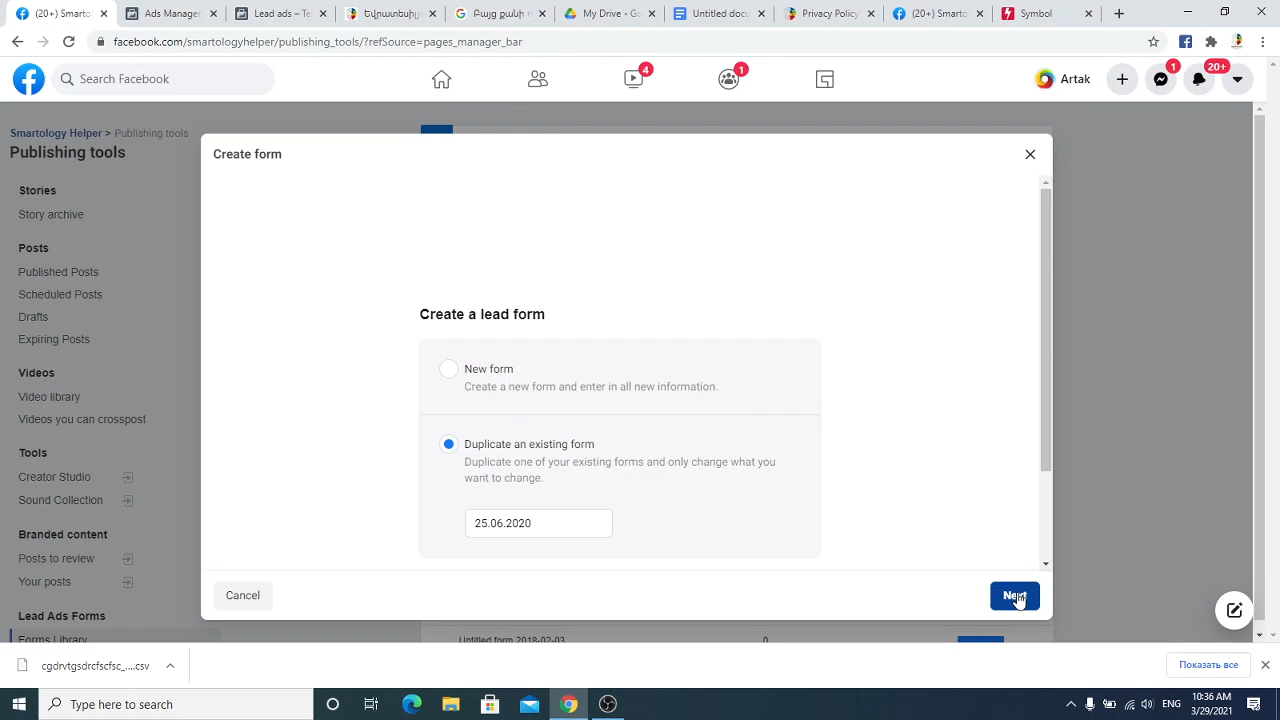 (20+) Smarto
Ads Manager
Lead ads – Te
Երևատեսիլ
Բայց քանի ր
My Drive - Go
Untitled docu
Privacy Policy
(20+) Smarto
Symbol
facebook.com/smartologyhelper/publishing_tools/?refSource=pages_manager_bar
Search Facebook
4
1
Artak
1
20+
Smartology Helper > Publishing tools
Publishing tools
Stories
Story archive
Posts
Published Posts
Scheduled Posts
Drafts
Expiring Posts
Videos
Video library
Videos you can crosspost
Tools
Creator Studio
Sound Collection
Branded content
Posts to review
Your posts
Lead Ads Forms
Forms Library
Create form
Create a lead form
New form
Create a new form and enter in all new information.
Duplicate an existing form
Duplicate one of your existing forms and only change what you
want to change.
25.06.2020
Cancel
Next
Untitled form 2018-02-03
0
cgdrvtgsdrcfscfsc_....csv
Показать все
Type here to search
ENG
10:36 AM
3/29/2021